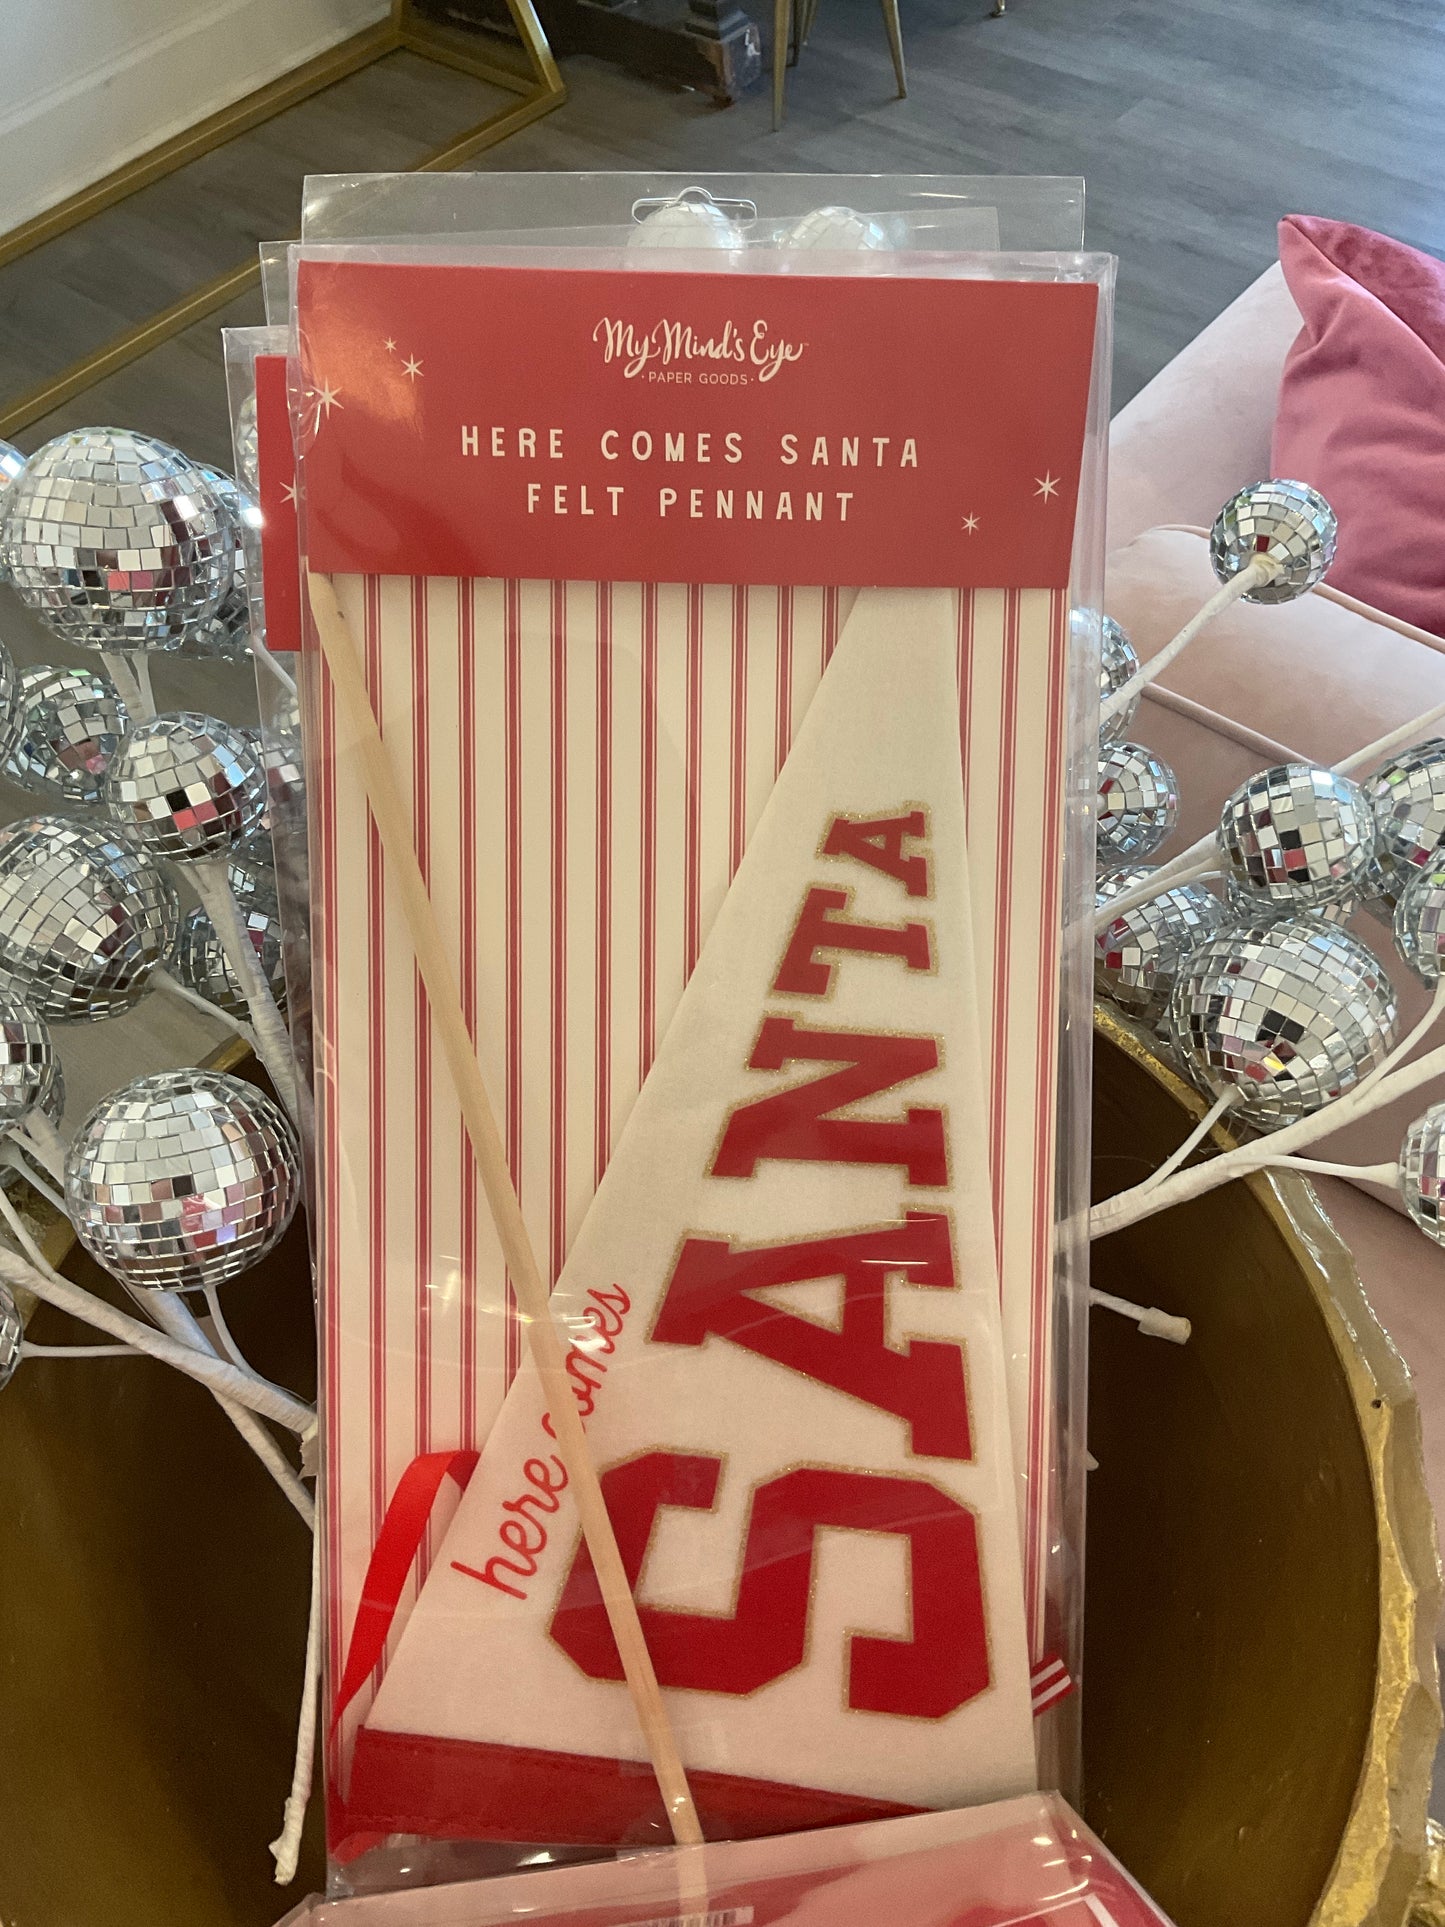 My Mind's Eye
· PAPER GOODS ·
HERE COMES SANTA
FELT PENNANT
here comes
SANTA